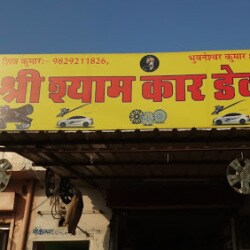 शिव कुमार:- 9829211826,
भुवनेश्वर कुमार
श्री श्याम कार डेक